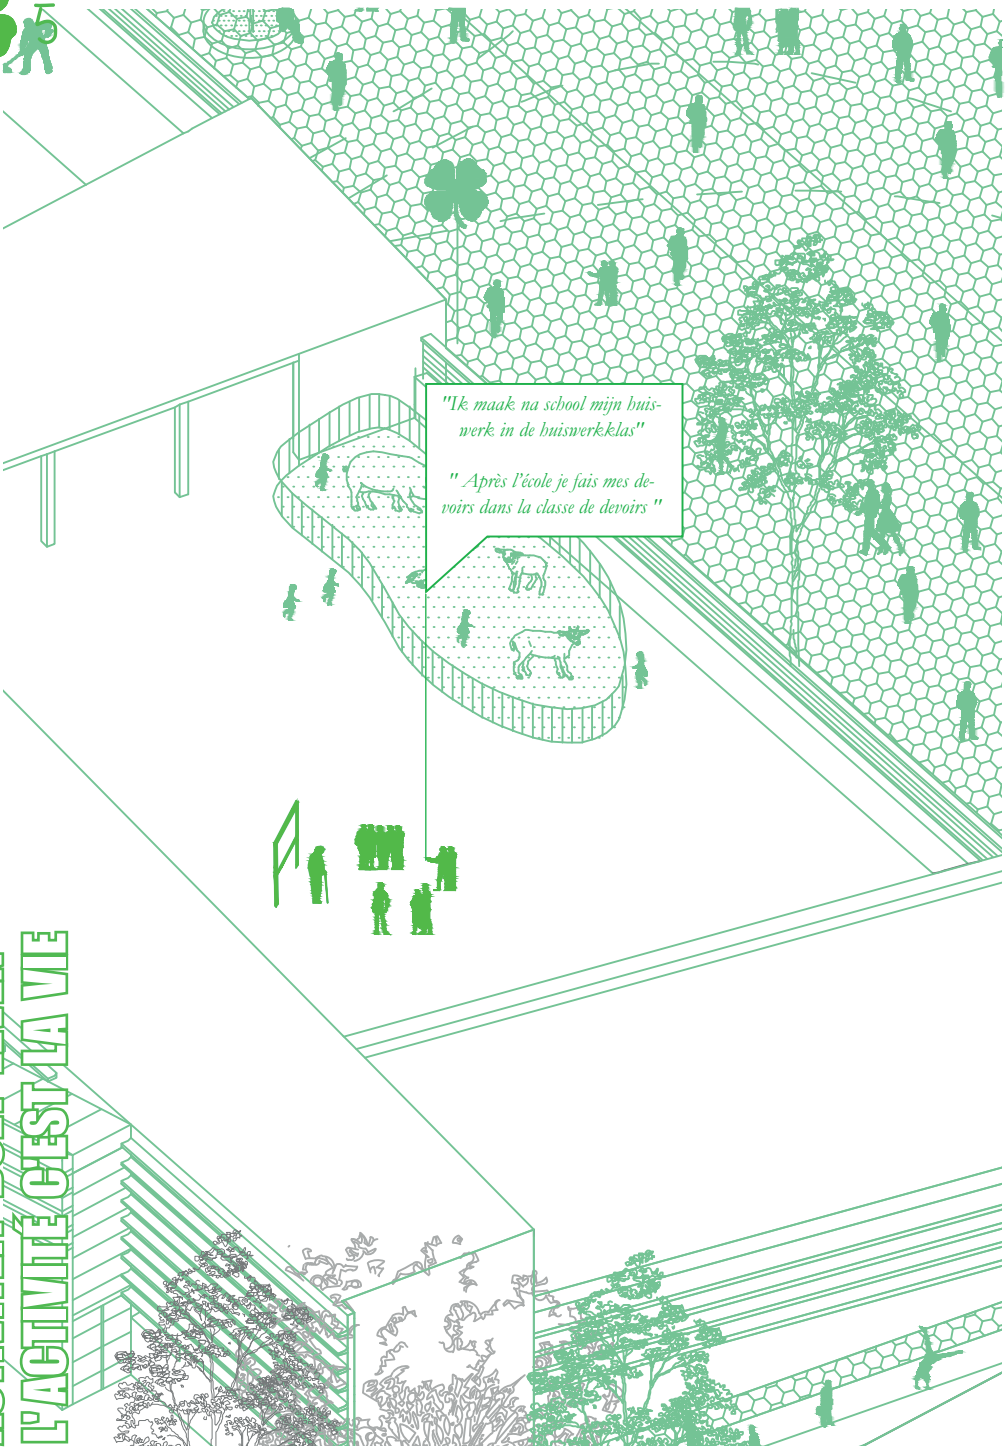 5
"Ik maak na school mijn huis-
werk in de huiswerkklas"
" Après l'école je fais mes de-
voirs dans la classe de devoirs "
L'ACTIVITÉ C'EST LA VIE